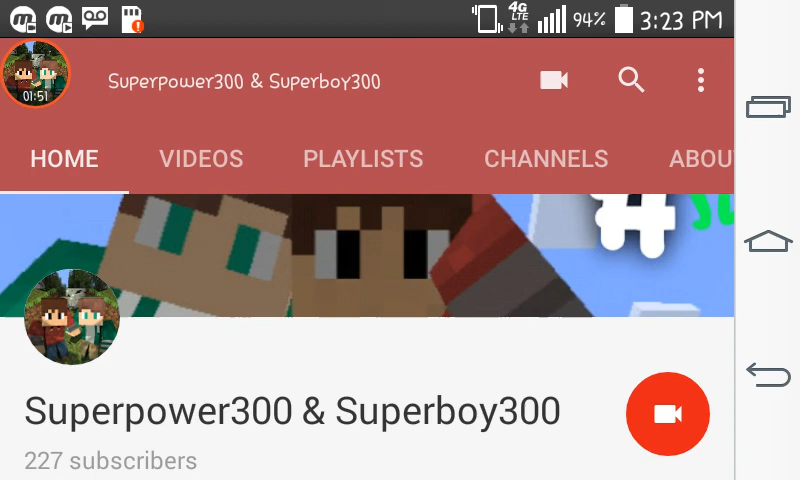 4G LTE 94% 3:23 PM
01:51
Superpower300 & Superboy300
HOME VIDEOS PLAYLISTS CHANNELS ABOU
#
Superpower300 & Superboy300
227 subscribers